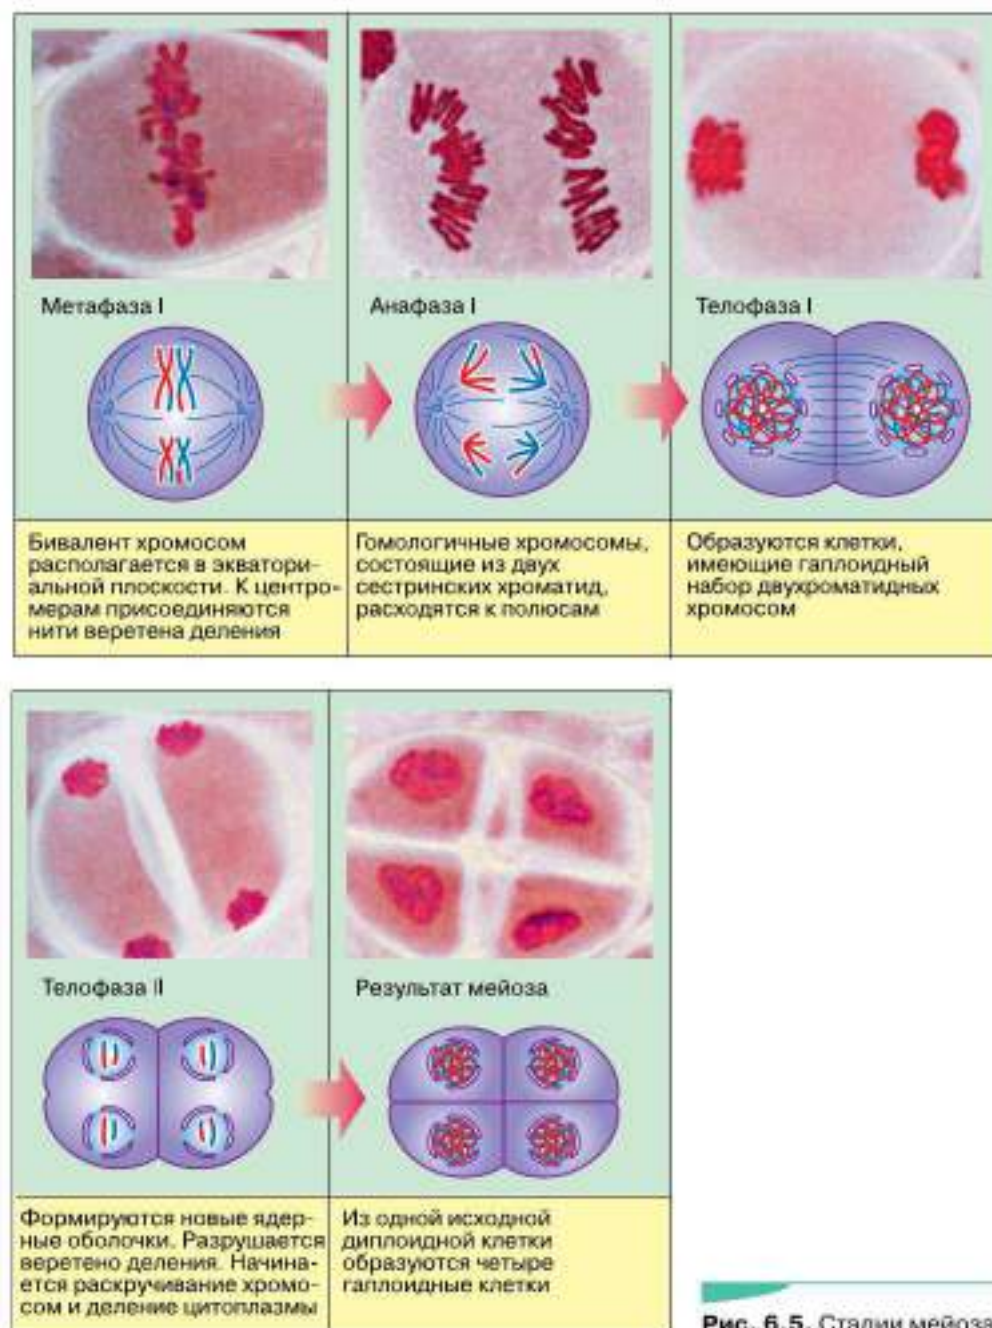 Метафаза I
Анафаза I
Телофаза I
Бивалент хромосом
располагается в экватори-
альной плоскости. К центро-
мерам присоединяются
нити веретена деления
Гомологичные хромосомы,
состоящие из двух
сестринских хроматид,
расходятся к полюсам
Образуются клетки,
имеющие гаплоидный
набор двухроматидных
хромосом
Телофаза II
Результат мейоза
Формируются новые ядер-
ные оболочки. Разрушается
веретено деления. Начина-
ется раскручивание хромо-
сом и деление цитоплазмы
Из одной исходной
диплоидной клетки
образуются четыре
гаплоидные клетки
Рис. 6.5. Стадии мейоза